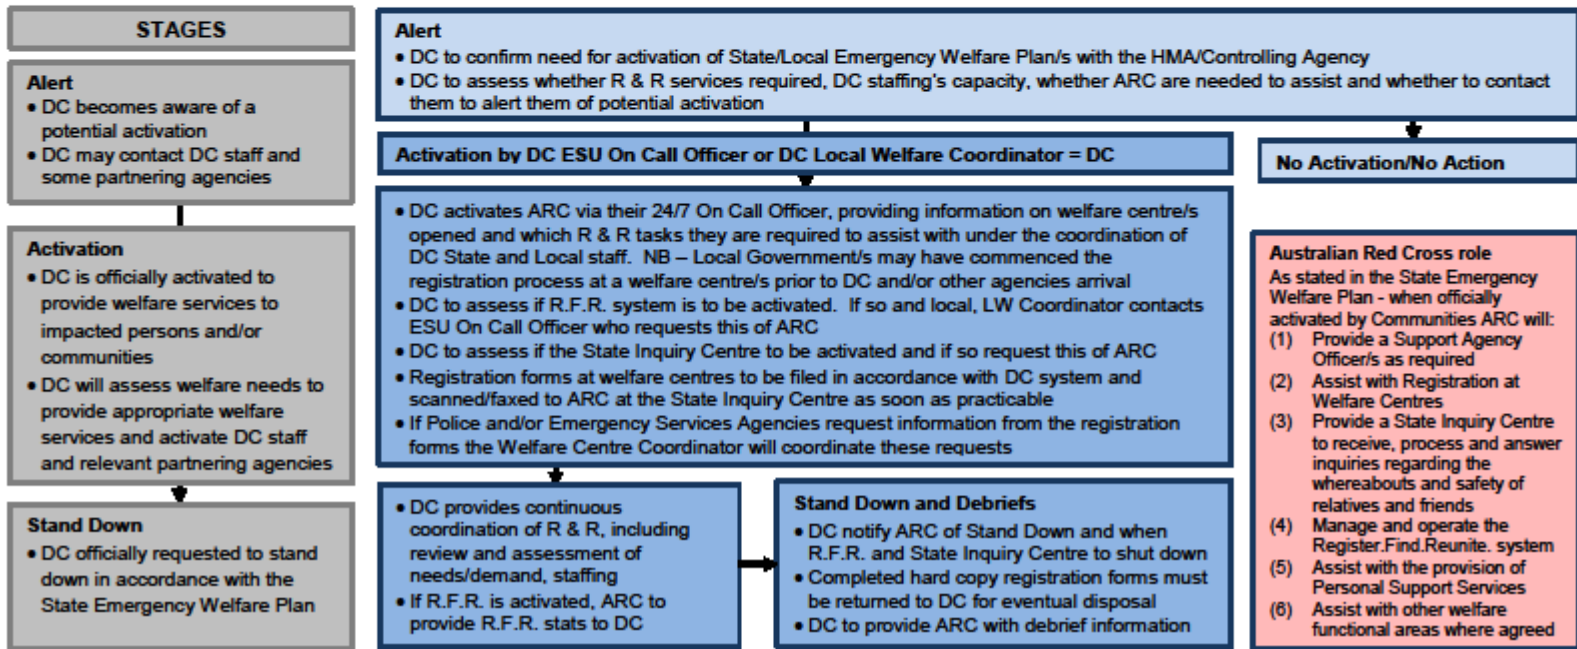 STAGES
Alert
• DC becomes aware of a
potential activation
• DC may contact DC staff and
some partnering agencies
Activation
• DC is officially activated to
provide welfare services to
impacted persons and/or
communities
• DC will assess welfare needs to
provide appropriate welfare
services and activate DC staff
and relevant partnering agencies
Stand Down
• DC officially requested to stand
down in accordance with the
State Emergency Welfare Plan
Alert
• DC to confirm need for activation of State/Local Emergency Welfare Plan/s with the HMA/Controlling Agency
• DC to assess whether R & R services required, DC staffing's capacity, whether ARC are needed to assist and whether to contact
them to alert them of potential activation
Activation by DC ESU On Call Officer or DC Local Welfare Coordinator = DC
No Activation/No Action
• DC activates ARC via their 24/7 On Call Officer, providing information on welfare centre/s
opened and which R & R tasks they are required to assist with under the coordination of
DC State and Local staff. NB – Local Government/s may have commenced the
registration process at a welfare centre/s prior to DC and/or other agencies arrival
• DC to assess if R.F.R. system is to be activated. If so and local, LW Coordinator contacts
ESU On Call Officer who requests this of ARC
• DC to assess if the State Inquiry Centre to be activated and if so request this of ARC
• Registration forms at welfare centres to be filed in accordance with DC system and
scanned/faxed to ARC at the State Inquiry Centre as soon as practicable
• If Police and/or Emergency Services Agencies request information from the registration
forms the Welfare Centre Coordinator will coordinate these requests
• DC provides continuous
coordination of R & R, including
review and assessment of
needs/demand, staffing
• If R.F.R. is activated, ARC to
provide R.F.R. stats to DC
Stand Down and Debriefs
• DC notify ARC of Stand Down and when
R.F.R. and State Inquiry Centre to shut down
• Completed hard copy registration forms must
be returned to DC for eventual disposal
• DC to provide ARC with debrief information
Australian Red Cross role
As stated in the State Emergency
Welfare Plan - when officially
activated by Communities ARC will:
(1) Provide a Support Agency
Officer/s as required
(2) Assist with Registration at
Welfare Centres
(3) Provide a State Inquiry Centre
to receive, process and answer
inquiries regarding the
whereabouts and safety of
relatives and friends
(4) Manage and operate the
Register.Find.Reunite. system
(5) Assist with the provision of
Personal Support Services
(6) Assist with other welfare
functional areas where agreed